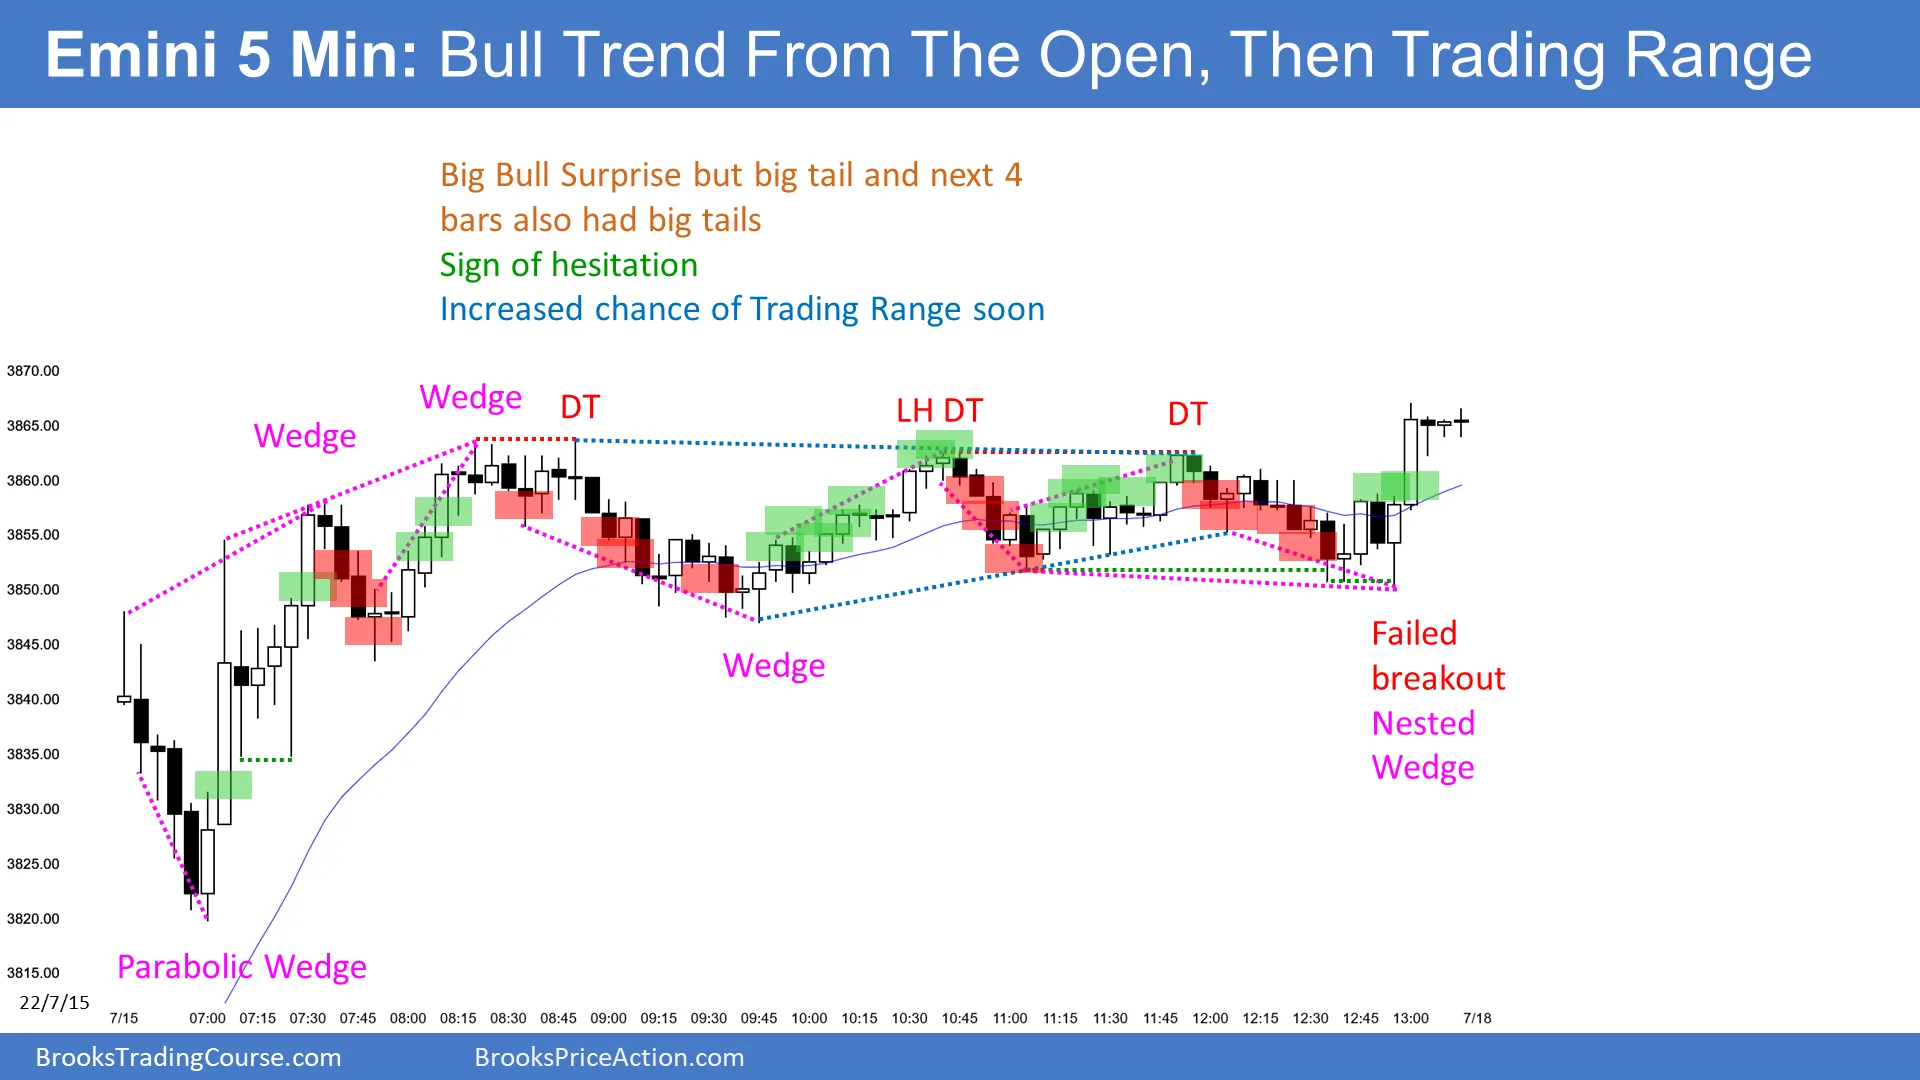 Emini 5 Min: Bull Trend From The Open, Then Trading Range
Big Bull Surprise but big tail and next 4
bars also had big tails
Sign of hesitation
Increased chance of Trading Range soon
3870.00
3865.00
3860.00
3855.00
3850.00
3845.00
3840.00
3835.00
3830.00
3825.00
3820.00
3815.00
Wedge
Wedge
DT
LH DT
DT
Wedge
Failed
breakout
Nested
Wedge
Parabolic Wedge
22/7/15
7/15 07:00 07:15 07:30 07:45 08:00 08:15 08:30 08:45 09:00 09:15 09:30 09:45 10:00 10:15 10:30 10:45 11:00 11:15 11:30 11:45 12:00 12:15 12:30 12:45 13:00 7/18
BrooksTradingCourse.com BrooksPriceAction.com